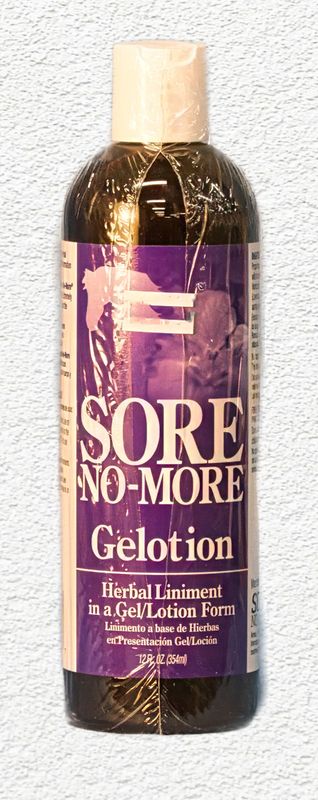 SORE
NO-MORE
Gelotion
Herbal Liniment
in a Gel/Lotion Form
Linimento a base de Hierbas
en Presentación Gel/Loción
12 FL. OZ. (354ml)